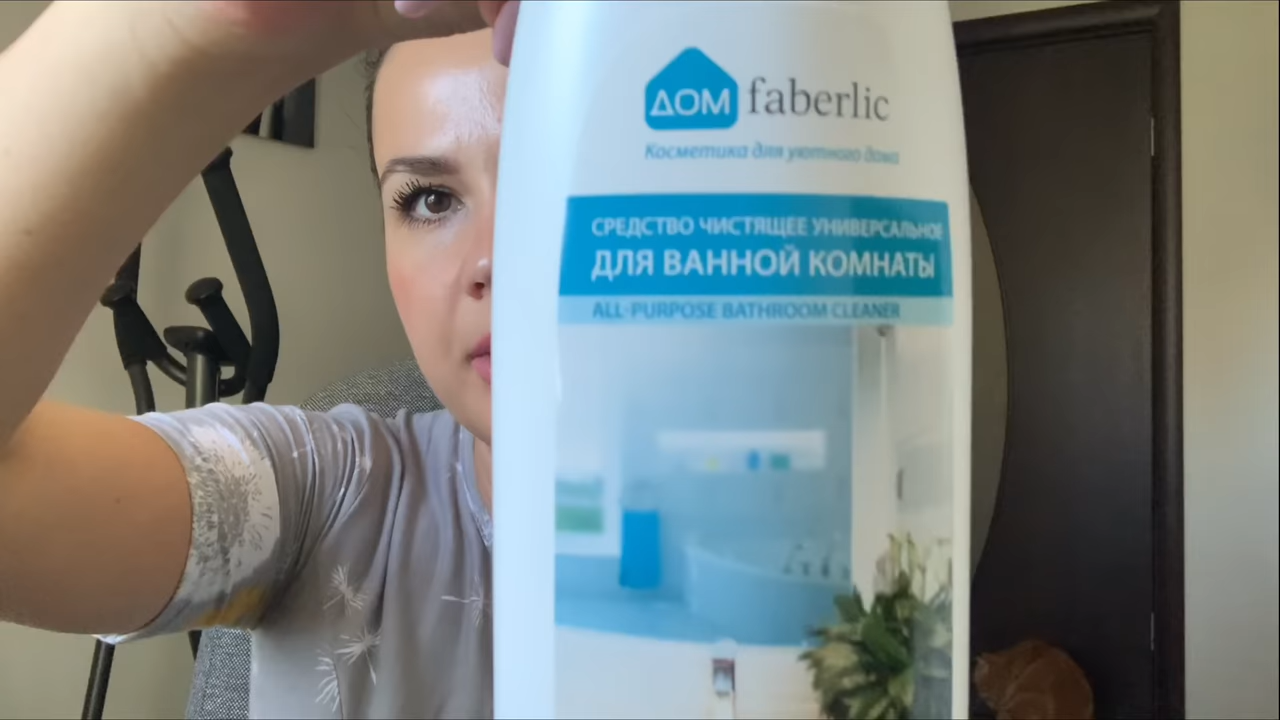 ДОМ faberlic
Косметика для уютного дома
СРЕДСТВО ЧИСТЯЩЕЕ УНИВЕРСАЛЬНОЕ
ДЛЯ ВАННОЙ КОМНАТЫ
ALL-PURPOSE BATHROOM CLEANER